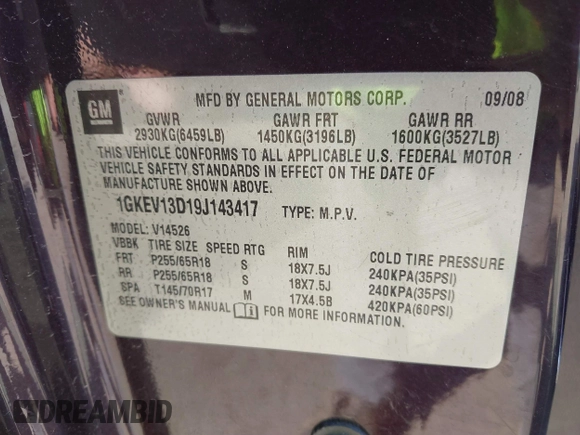 GM
MFD BY GENERAL MOTORS CORP. 09/08
GVWR GAWR FRT GAWR RR
2930KG(6459LB) 1450KG(3196LB) 1600KG(3527LB)
THIS VEHICLE CONFORMS TO ALL APPLICABLE U.S. FEDERAL MOTOR
VEHICLE SAFETY STANDARDS IN EFFECT ON THE DATE OF
MANUFACTURE SHOWN ABOVE.
1GKEV13D19J143417 TYPE: M.P.V.
MODEL: V14526
VBBK TIRE SIZE SPEED RTG RIM COLD TIRE PRESSURE
FRT P255/65R18 S 18X7.5J 240KPA(35PSI)
RR P255/65R18 S 18X7.5J 240KPA(35PSI)
SPA T145/70R17 M 17X4.5B 420KPA(60PSI)
SEE OWNER'S MANUAL FOR MORE INFORMATION.
DREAMBID